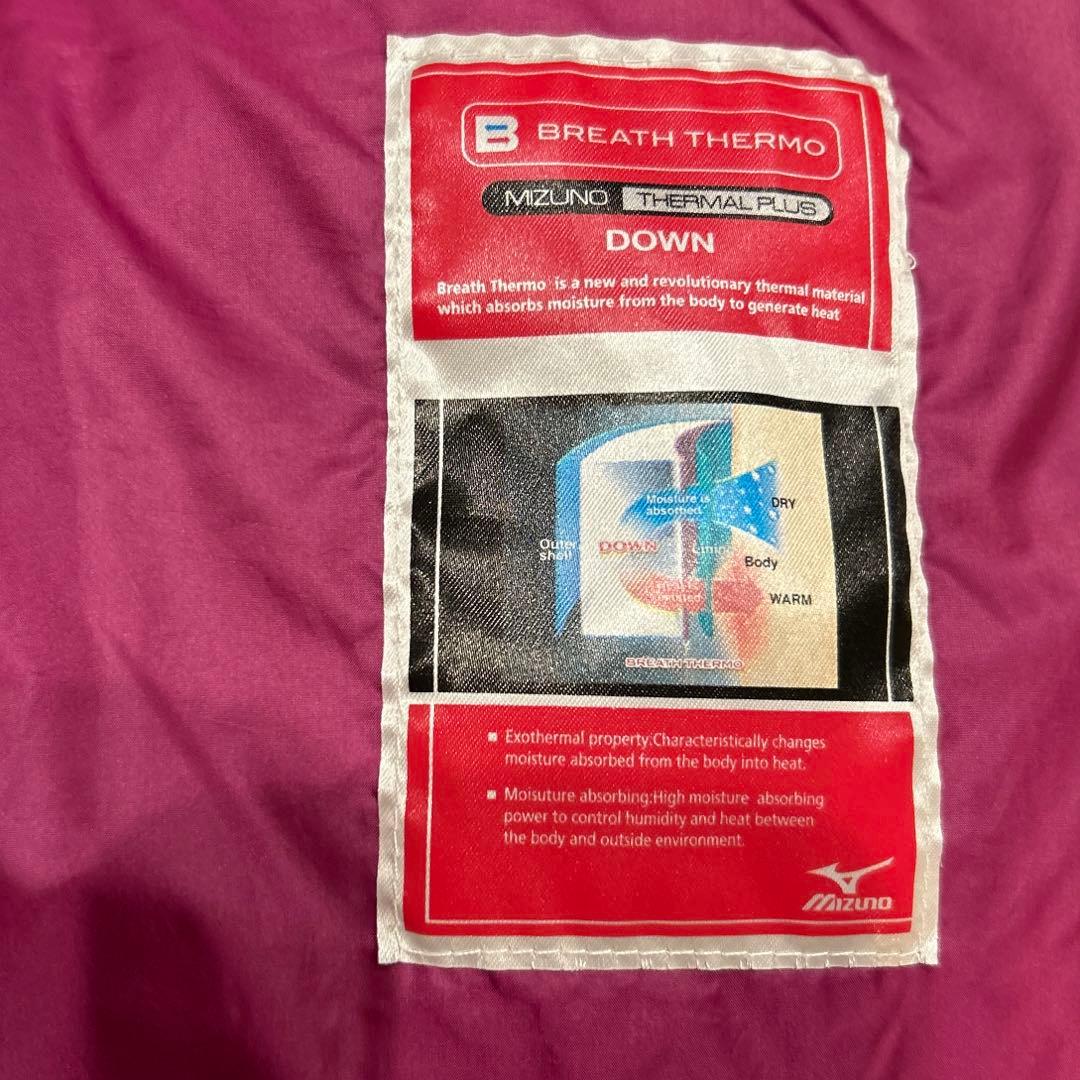 B BREATH THERMO
MIZUNO THERMAL PLUS
DOWN
Breath Thermo is a new and revolutionary thermal material
which absorbs moisture from the body to generate heat
Moisture is
absorbed
DRY
Outer
shell
DOWN
Lining
Body
WARM
BREATH THERMO
▪ Exothermal property:Characteristically changes
moisture absorbed from the body into heat.
▪ Moisuture absorbing:High moisture absorbing
power to control humidity and heat between
the body and outside environment.
MIZUNO